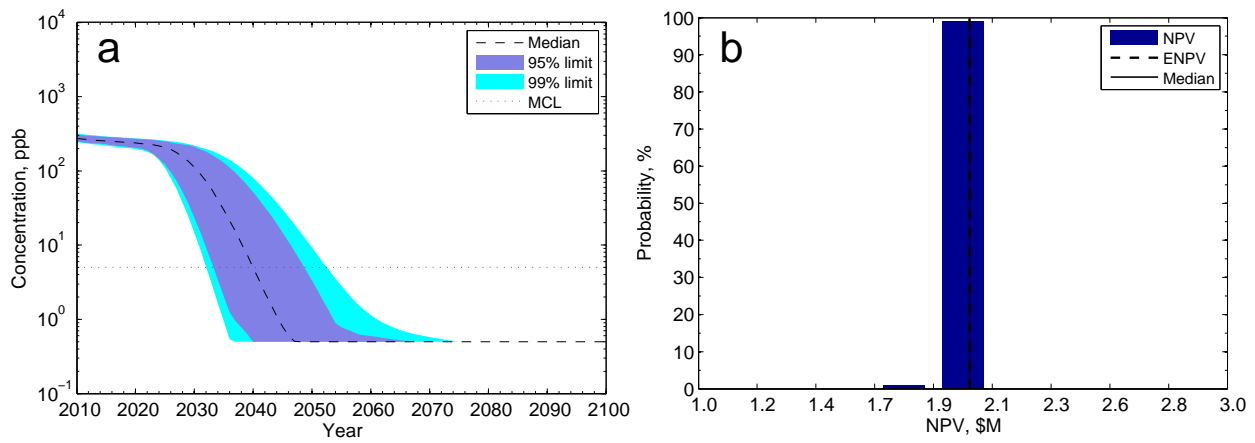 a
10^4
10^3
10^2
10^1
10^0
10^−1
Concentration, ppb
Median
95% limit
99% limit
MCL
2010 2020 2030 2040 2050 2060 2070 2080 2090 2100
Year
b
100
90
80
70
60
50
40
30
20
10
0
Probability, %
NPV
ENPV
Median
1.0 1.2 1.4 1.7 1.9 2.1 2.3 2.6 2.8 3.0
NPV, $M